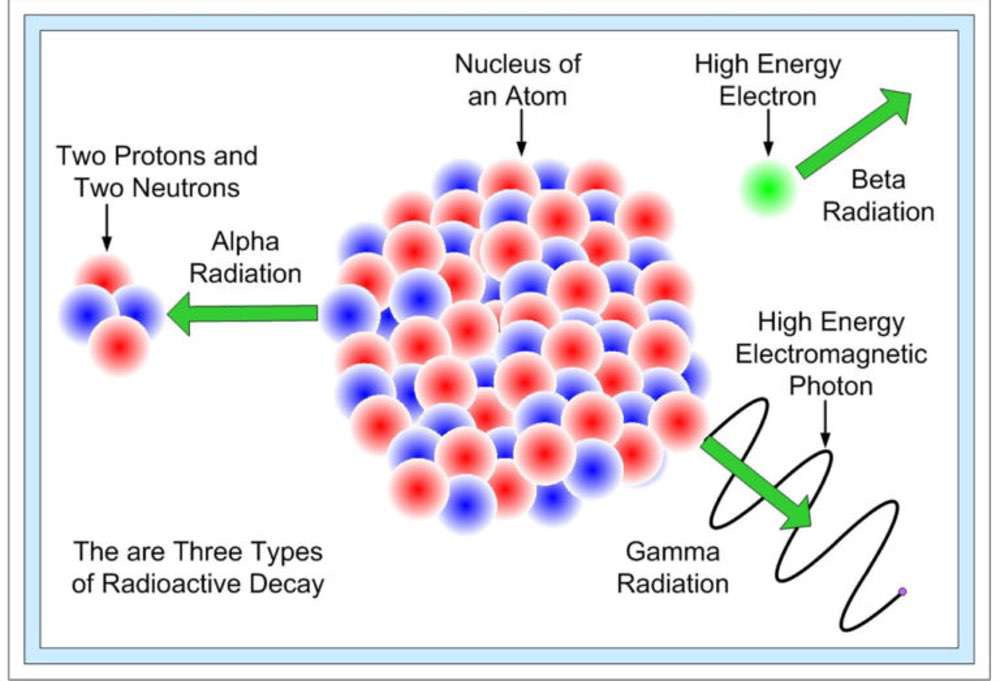 Nucleus of
an Atom
High Energy
Electron
Two Protons and
Two Neutrons
Beta
Radiation
Alpha
Radiation
High Energy
Electromagnetic
Photon
The are Three Types
of Radioactive Decay
Gamma
Radiation